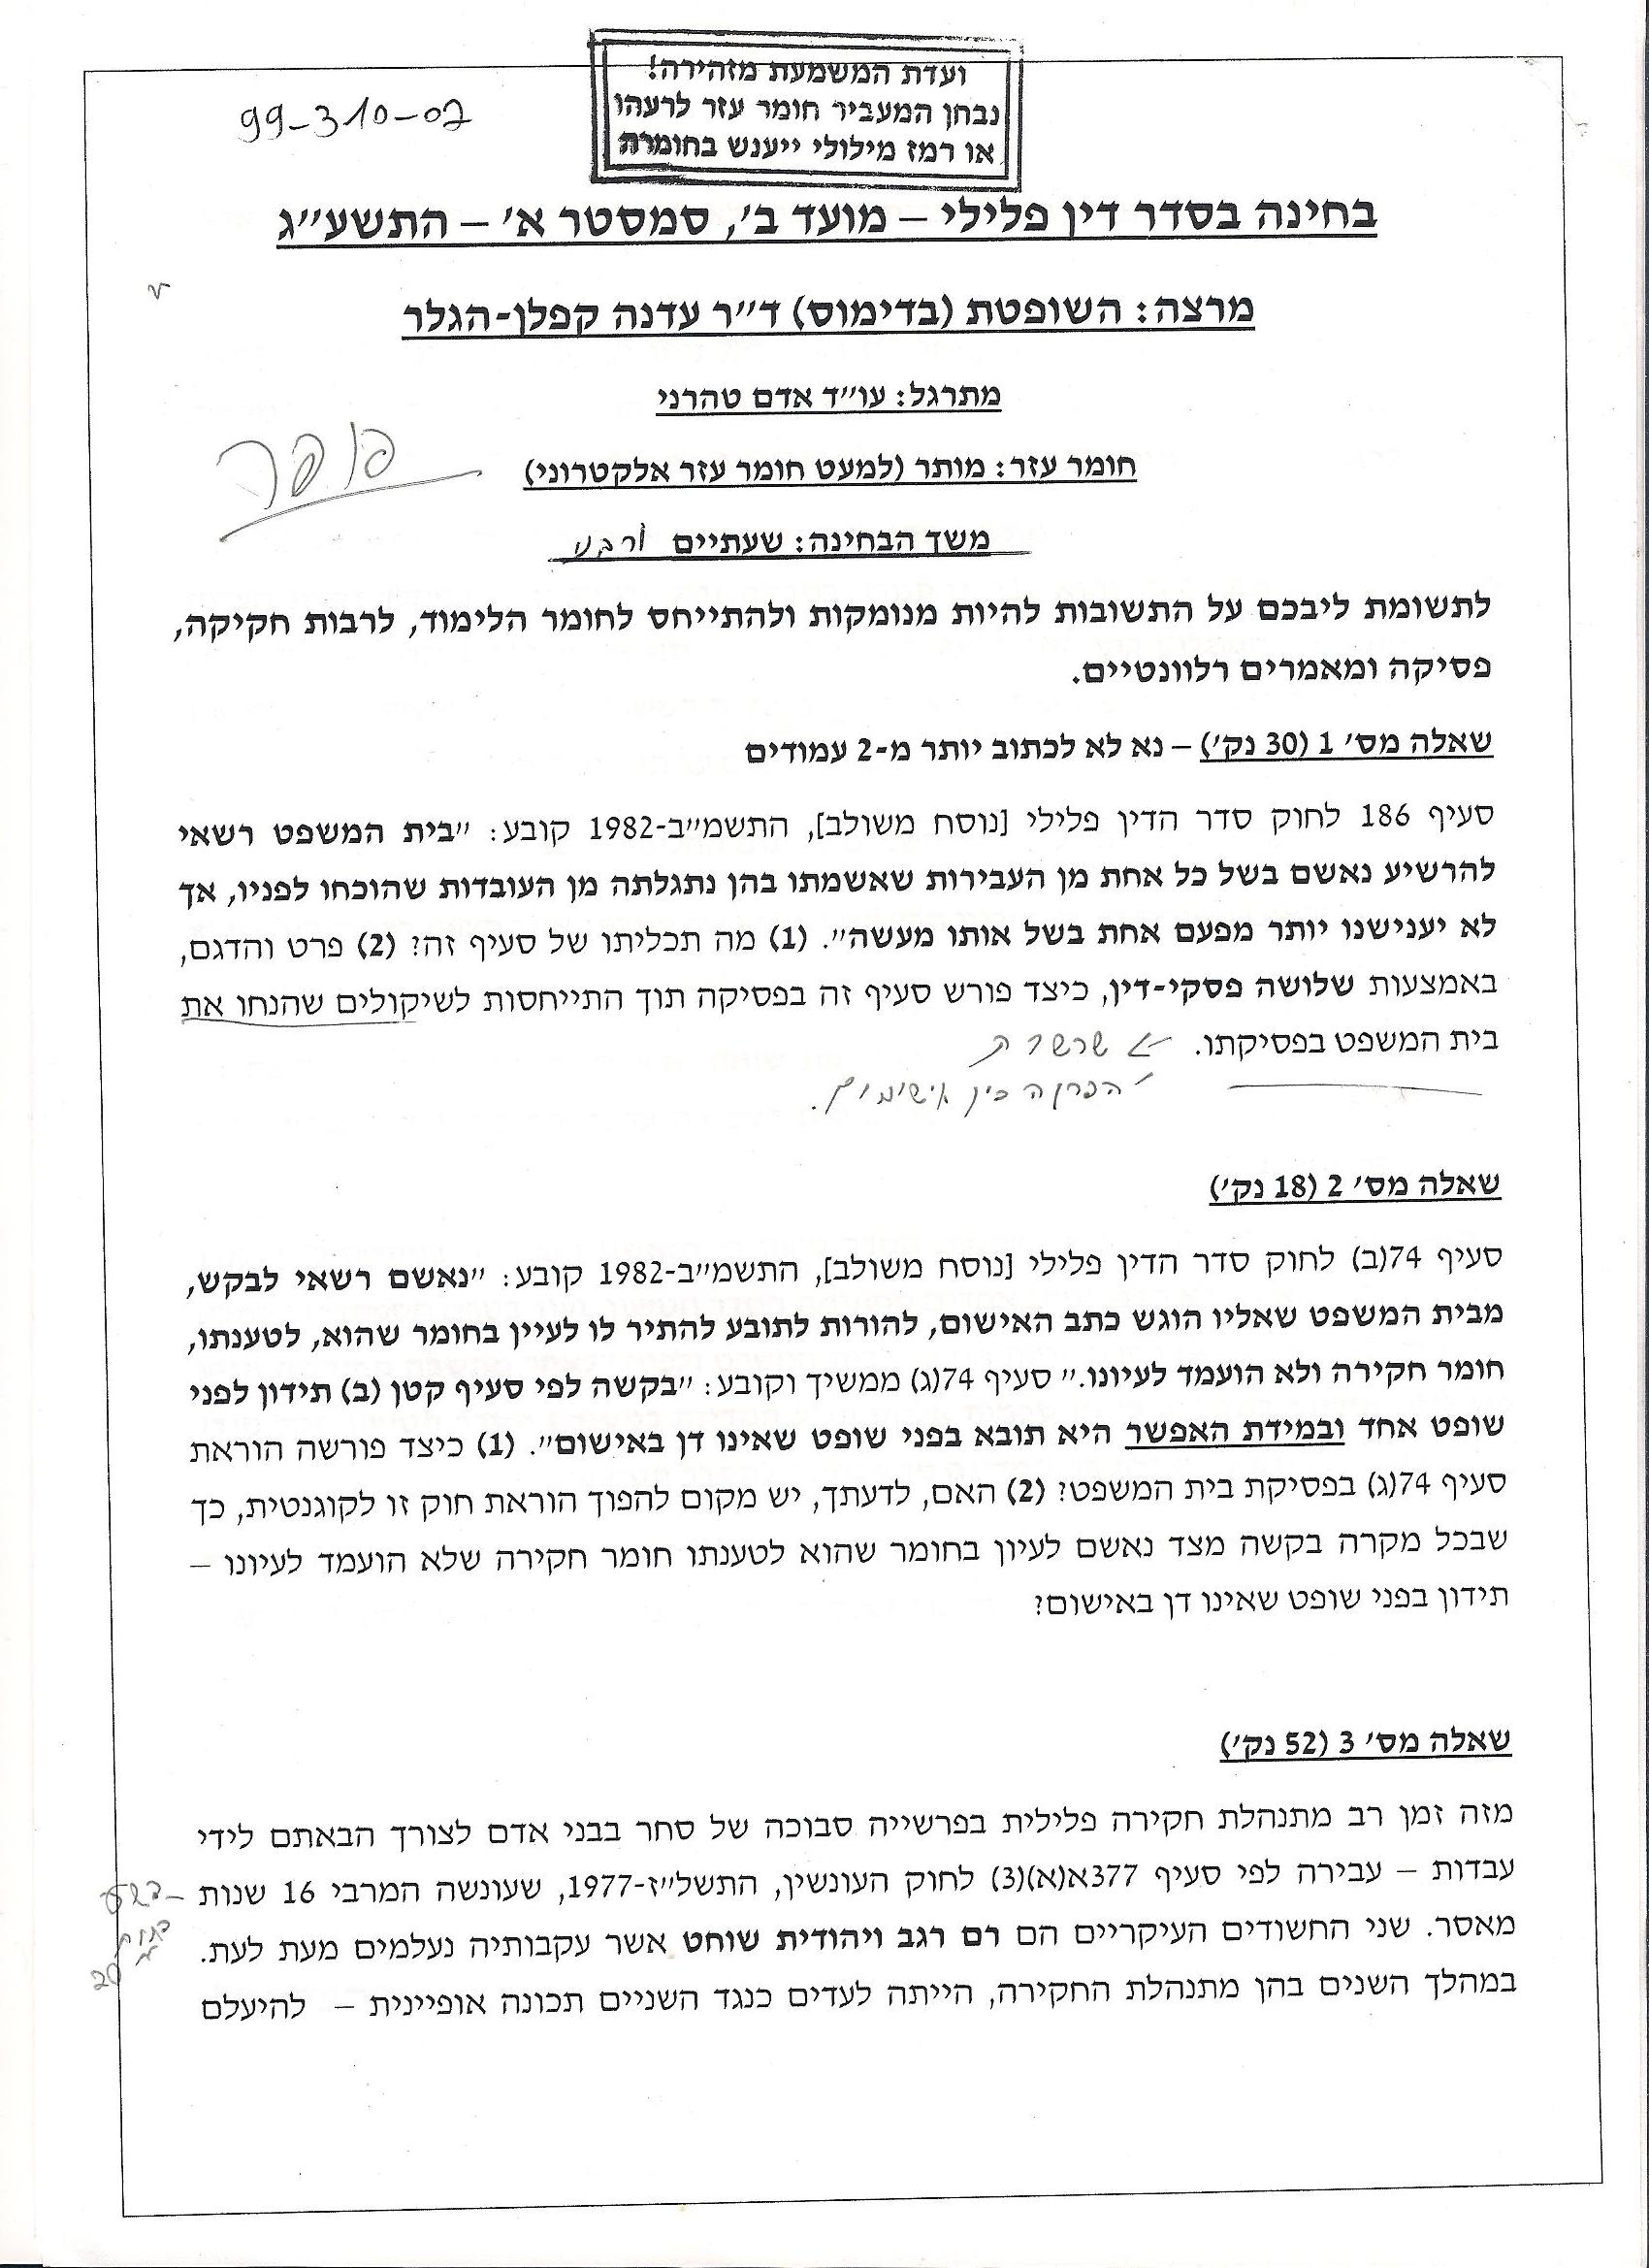 ועדת המשמעת מזהירה!
נבחן המעביר חומר עזר לרעהו
או רמז מילולי ייענש בחומרה
99-310-02
בחינה בסדר דין פלילי – מועד ב', סמסטר א' – התשע"ג
מרצה: השופטת (בדימוס) ד"ר עדנה קפלן-הגלר
מתרגל: עו"ד אדם טהרני
חומר עזר: מותר (למעט חומר עזר אלקטרוני)
משך הבחינה: שעתיים ורבע
לתשומת ליבכם על התשובות להיות מנומקות ולהתייחס לחומר הלימוד, לרבות חקיקה,
פסיקה ומאמרים רלוונטיים.
שאלה מס' 1 (30 נק') – נא לא לכתוב יותר מ-2 עמודים
סעיף 186 לחוק סדר הדין פלילי [נוסח משולב], התשמ"ב-1982 קובע: "בית המשפט רשאי
להרשיע נאשם בשל כל אחת מן העבירות שאשמתו בהן נתגלתה מן העובדות שהוכחו לפניו, אך
לא יענישנו יותר מפעם אחת בשל אותו מעשה". (1) מה תכליתו של סעיף זה? (2) פרט והדגם,
באמצעות שלושה פסקי-דין, כיצד פורש סעיף זה בפסיקה תוך התייחסות לשיקולים שהנחו את
בית המשפט בפסיקתו.
הפרדה בין אישומים.
שאלה מס' 2 (18 נק')
סעיף 74(ב) לחוק סדר הדין פלילי [נוסח משולב], התשמ"ב-1982 קובע: "נאשם רשאי לבקש,
מבית המשפט שאליו הוגש כתב האישום, להורות לתובע להתיר לו לעיין בחומר שהוא, לטענתו,
חומר חקירה ולא הועמד לעיונו." סעיף 74(ג) ממשיך וקובע: "בקשה לפי סעיף קטן (ב) תידון לפני
שופט אחד ובמידת האפשר היא תובא בפני שופט שאינו דן באישום". (1) כיצד פורשה הוראת
סעיף 74(ג) בפסיקת בית המשפט? (2) האם, לדעתך, יש מקום להפוך הוראת חוק זו לקוגנטית, כך
שבכל מקרה בקשה מצד נאשם לעיון בחומר שהוא לטענתו חומר חקירה שלא הועמד לעיונו –
תידון בפני שופט שאינו דן באישום?
שאלה מס' 3 (52 נק')
מזה זמן רב מתנהלת חקירה פלילית בפרשייה סבוכה של סחר בבני אדם לצורך הבאתם לידי
עבדות – עבירה לפי סעיף 377א(א)(3) לחוק העונשין, התשל"ז-1977, שעונשה המרבי 16 שנות
מאסר. שני החשודים העיקריים הם רם רגב ויהודית שוחט אשר עקבותיה נעלמים מעת לעת.
במהלך השנים בהן מתנהלת החקירה, הייתה לעדים כנגד השניים תכונה אופיינית – להיעלם